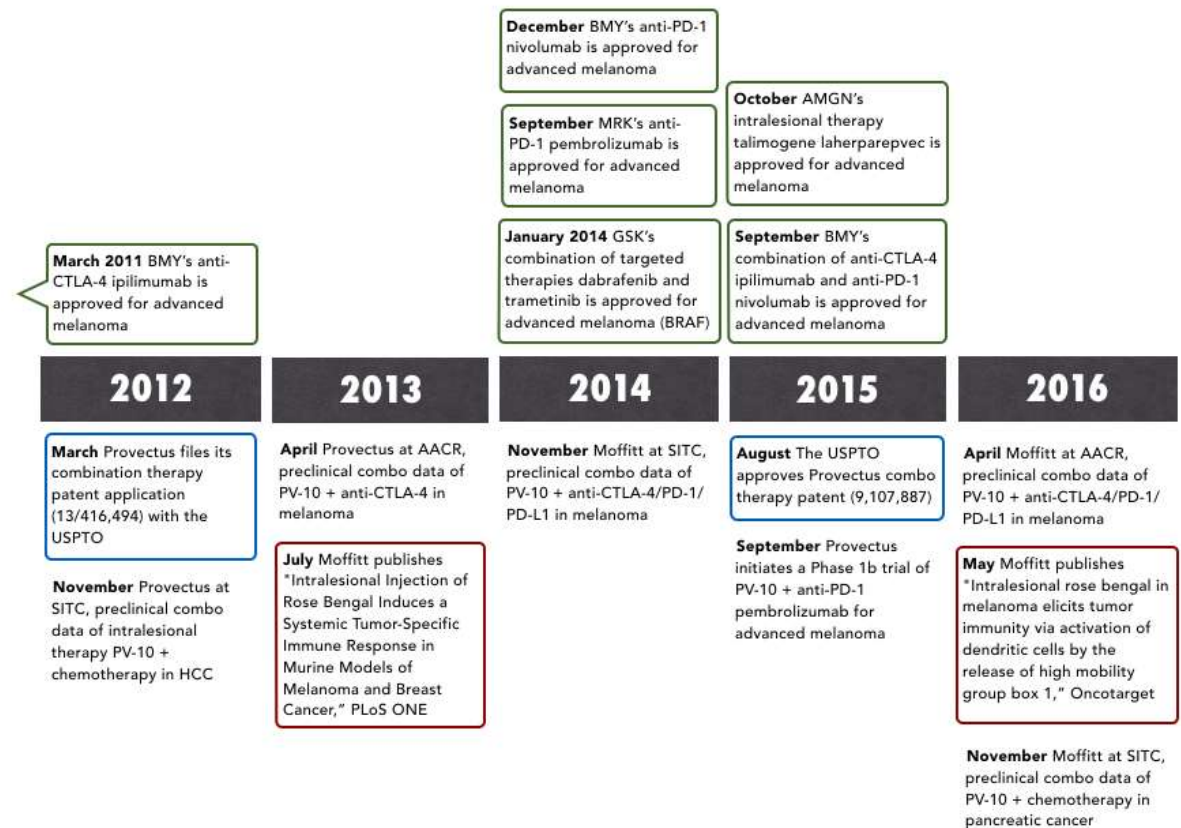 December BMY's anti-PD-1
nivolumab is approved for
advanced melanoma
September MRK's anti-
PD-1 pembrolizumab is
approved for advanced
melanoma
October AMGN's
intralesional therapy
talimogene laherparepvec is
approved for advanced
melanoma
March 2011 BMY's anti-
CTLA-4 ipilimumab is
approved for advanced
melanoma
January 2014 GSK's
combination of targeted
therapies dabrafenib and
trametinib is approved for
advanced melanoma (BRAF)
September BMY's
combination of anti-CTLA-4
ipilimumab and anti-PD-1
nivolumab is approved for
advanced melanoma
2012
2013
2014
2015
2016
March Provectus files its
combination therapy
patent application
(13/416,494) with the
USPTO
November Provectus at
SITC, preclinical combo
data of intralesional
therapy PV-10 +
chemotherapy in HCC
April Provectus at AACR,
preclinical combo data of
PV-10 + anti-CTLA-4 in
melanoma
July Moffitt publishes
"Intralesional Injection of
Rose Bengal Induces a
Systemic Tumor-Specific
Immune Response in
Murine Models of
Melanoma and Breast
Cancer," PLoS ONE
November Moffitt at SITC,
preclinical combo data of
PV-10 + anti-CTLA-4/PD-1/
PD-L1 in melanoma
August The USPTO
approves Provectus combo
therapy patent (9,107,887)
September Provectus
initiates a Phase 1b trial of
PV-10 + anti-PD-1
pembrolizumab for
advanced melanoma
April Moffitt at AACR,
preclinical combo data of
PV-10 + anti-CTLA-4/PD-1/
PD-L1 in melanoma
May Moffitt publishes
"Intralesional rose bengal in
melanoma elicits tumor
immunity via activation of
dendritic cells by the
release of high mobility
group box 1," Oncotarget
November Moffitt at SITC,
preclinical combo data of
PV-10 + chemotherapy in
pancreatic cancer